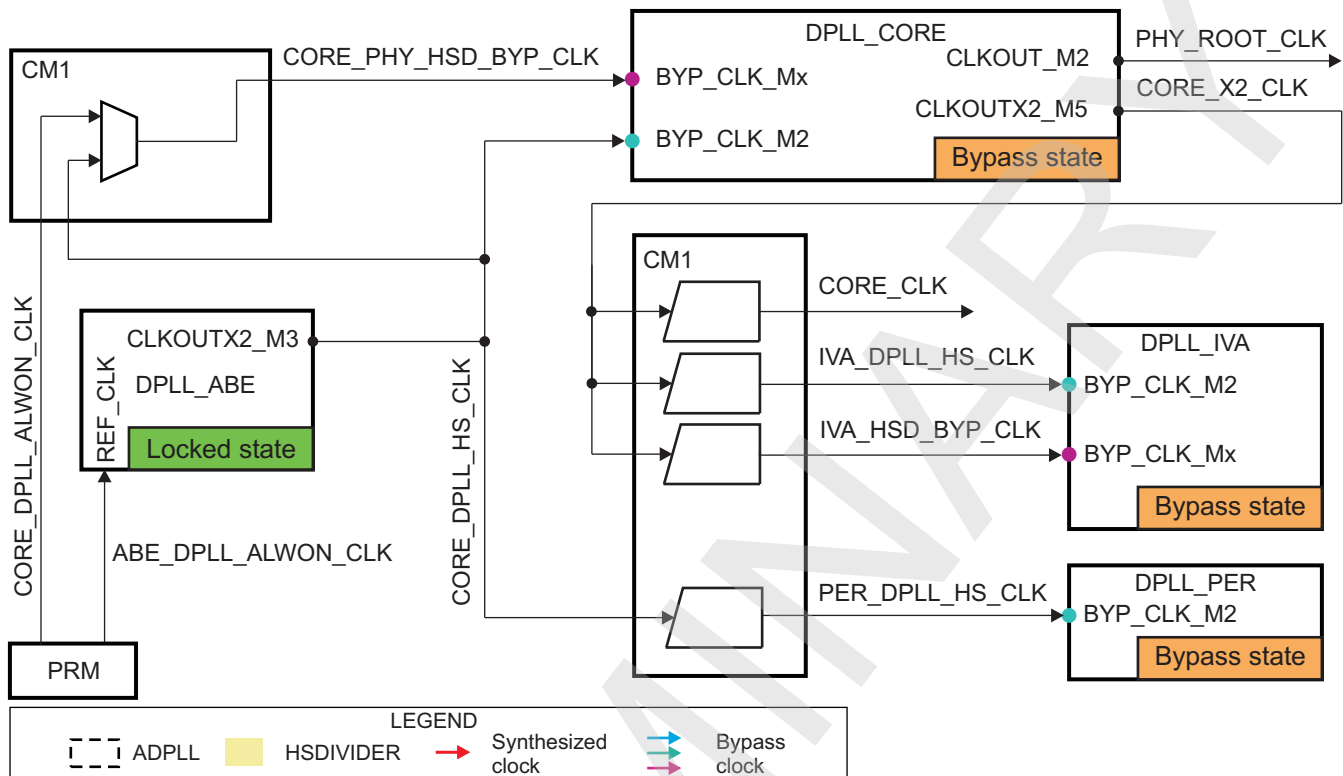 DPLL_CORE
PHY_ROOT_CLK
CM1
CORE_PHY_HSD_BYP_CLK
CLKOUT_M2
BYP_CLK_Mx
CORE_X2_CLK
CLKOUTX2_M5
BYP_CLK_M2
Bypass state
CM1
CORE_CLK
CORE_DPLL_ALWON_CLK
CLKOUTX2_M3
REF_CLK
DPLL_ABE
Locked state
CORE_DPLL_HS_CLK
IVA_DPLL_HS_CLK
DPLL_IVA
BYP_CLK_M2
IVA_HSD_BYP_CLK
BYP_CLK_Mx
Bypass state
ABE_DPLL_ALWON_CLK
PER_DPLL_HS_CLK
DPLL_PER
BYP_CLK_M2
Bypass state
PRM
LEGEND
ADPLL
HSDIVIDER
Synthesized
clock
Bypass
clock
MINARY